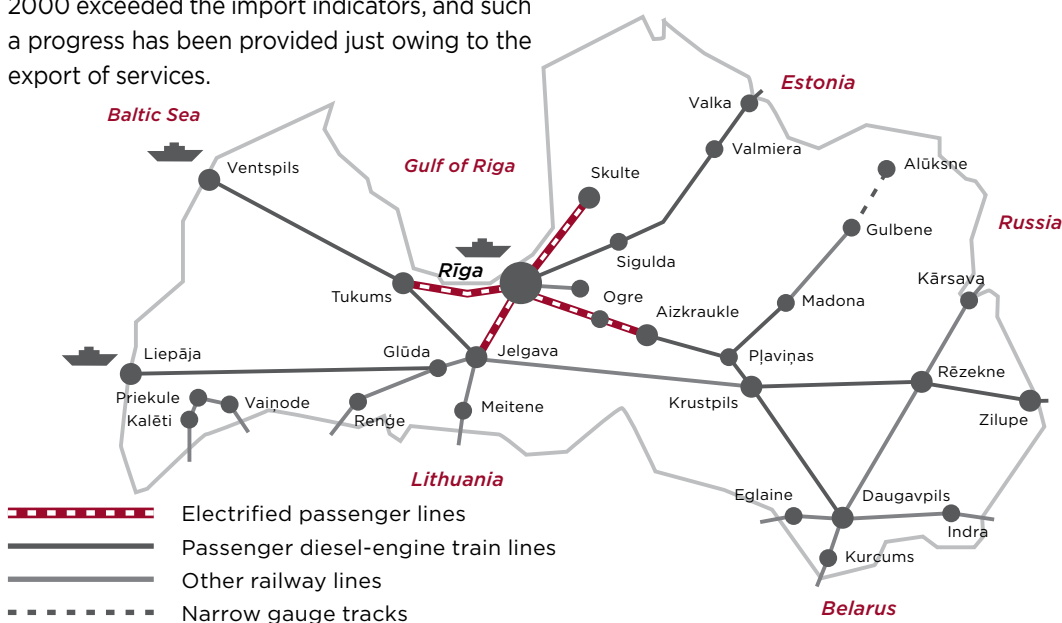 2000 exceeded the import indicators, and such
a progress has been provided just owing to the
export of services.
Estonia
Baltic Sea
Valka
Valmiera
Gulf of Riga
Ventspils
Alūksne
Skulte
Russia
Gulbene
Sigulda
Rīga
Kārsava
Tukums
Ogre
Madona
Aizkraukle
Glūda
Jelgava
Pļaviņas
Liepāja
Rēzekne
Priekule
Vaiņode
Meitene
Krustpils
Kalēti
Renģe
Zilupe
Lithuania
Eglaine
Daugavpils
Indra
Kurcums
Belarus
Electrified passenger lines
Passenger diesel-engine train lines
Other railway lines
Narrow gauge tracks